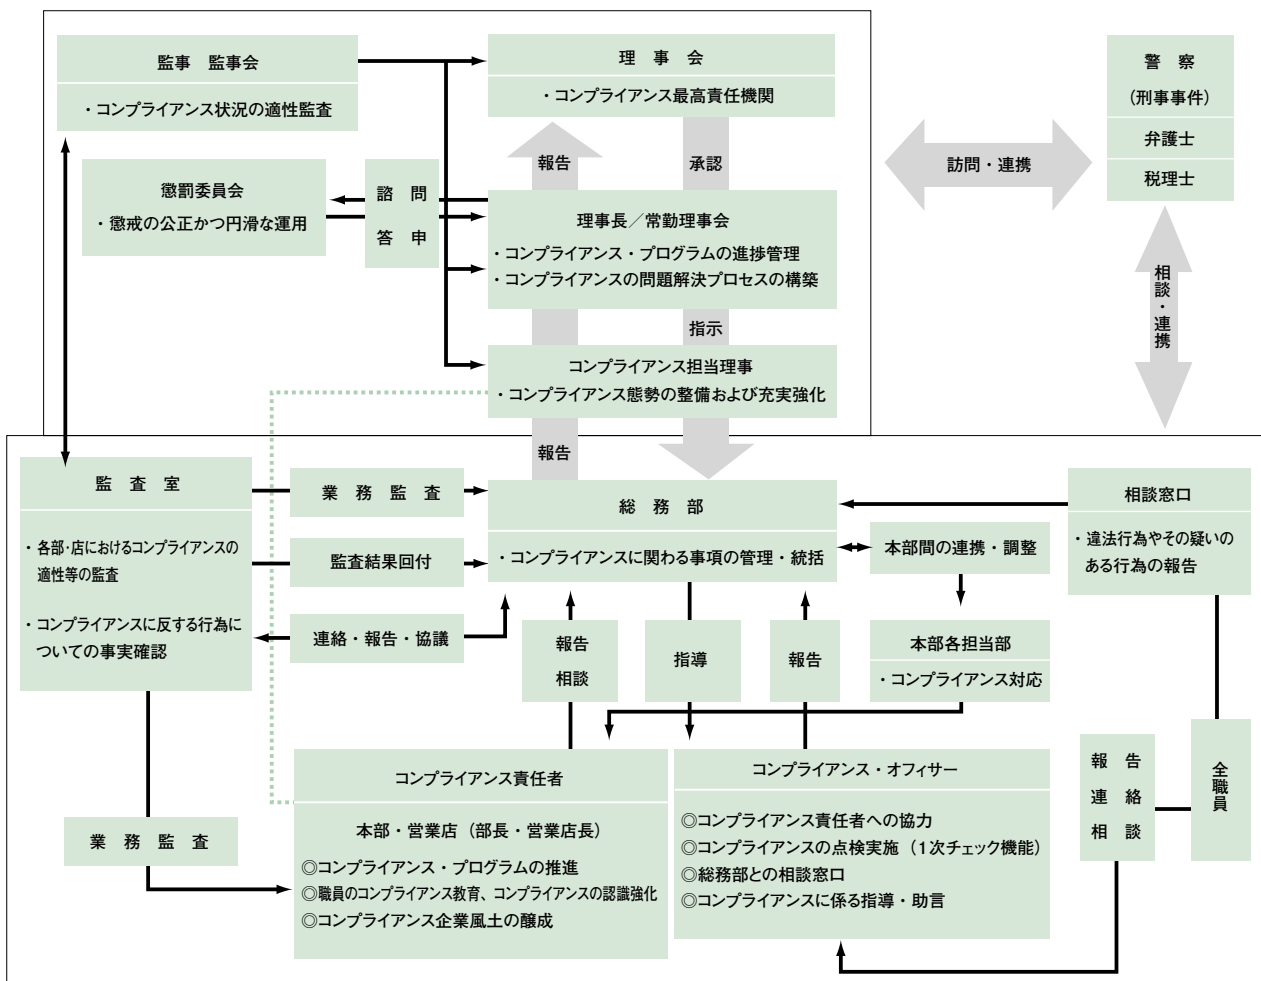 監事　監事会
・コンプライアンス状況の適性監査
理　事　会
・コンプライアンス最高責任機関
警　察
（刑事事件）
弁護士
税理士
報告
承認
訪問・連携
懲罰委員会
・懲戒の公正かつ円滑な運用
諮　問
答　申
理事長／常勤理事会
・コンプライアンス・プログラムの進捗管理
・コンプライアンスの問題解決プロセスの構築
相談・連携
指示
コンプライアンス担当理事
・コンプライアンス態勢の整備および充実強化
報告
監　査　室
・各部・店におけるコンプライアンスの
適性等の監査
・コンプライアンスに反する行為に
ついての事実確認
業　務　監　査
監査結果回付
連絡・報告・協議
総　務　部
・コンプライアンスに関わる事項の管理・統括
本部間の連携・調整
相談窓口
・違法行為やその疑いの
ある行為の報告
報告
相談
指導
報告
本部各担当部
・コンプライアンス対応
業　務　監　査
コンプライアンス責任者
本部・営業店（部長・営業店長）
◎コンプライアンス・プログラムの推進
◎職員のコンプライアンス教育、コンプライアンスの認識強化
◎コンプライアンス企業風土の醸成
コンプライアンス・オフィサー
◎コンプライアンス責任者への協力
◎コンプライアンスの点検実施（1次チェック機能）
◎総務部との相談窓口
◎コンプライアンスに係る指導・助言
報　告
連　絡
相　談
全職員